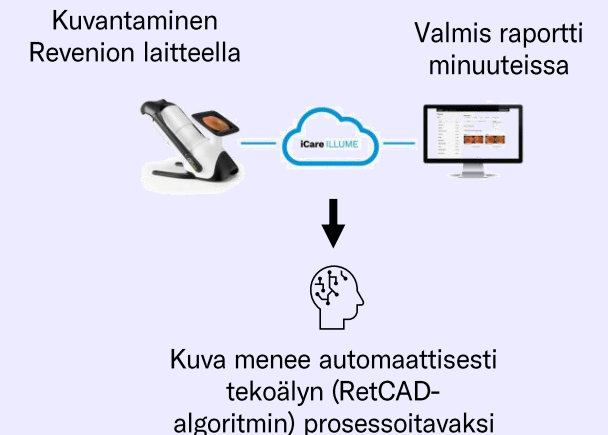 Kuvantaminen
Revenion laitteella
Valmis raportti
minuuteissa
iCare ILLUME
Kuva menee automaattisesti
tekoälyn (RetCAD-
algoritmin) prosessoitavaksi